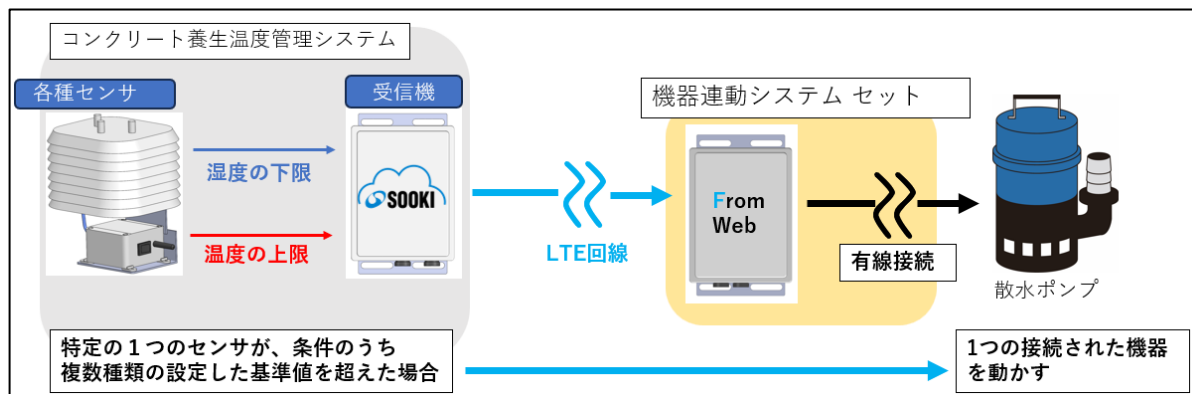 コンクリート養生温度管理システム
各種センサ
受信機
湿度の下限
温度の上限
SOOKI
LTE回線
機器連動システム セット
From
Web
有線接続
散水ポンプ
特定の１つのセンサが、条件のうち
複数種類の設定した基準値を超えた場合
1つの接続された機器
を動かす